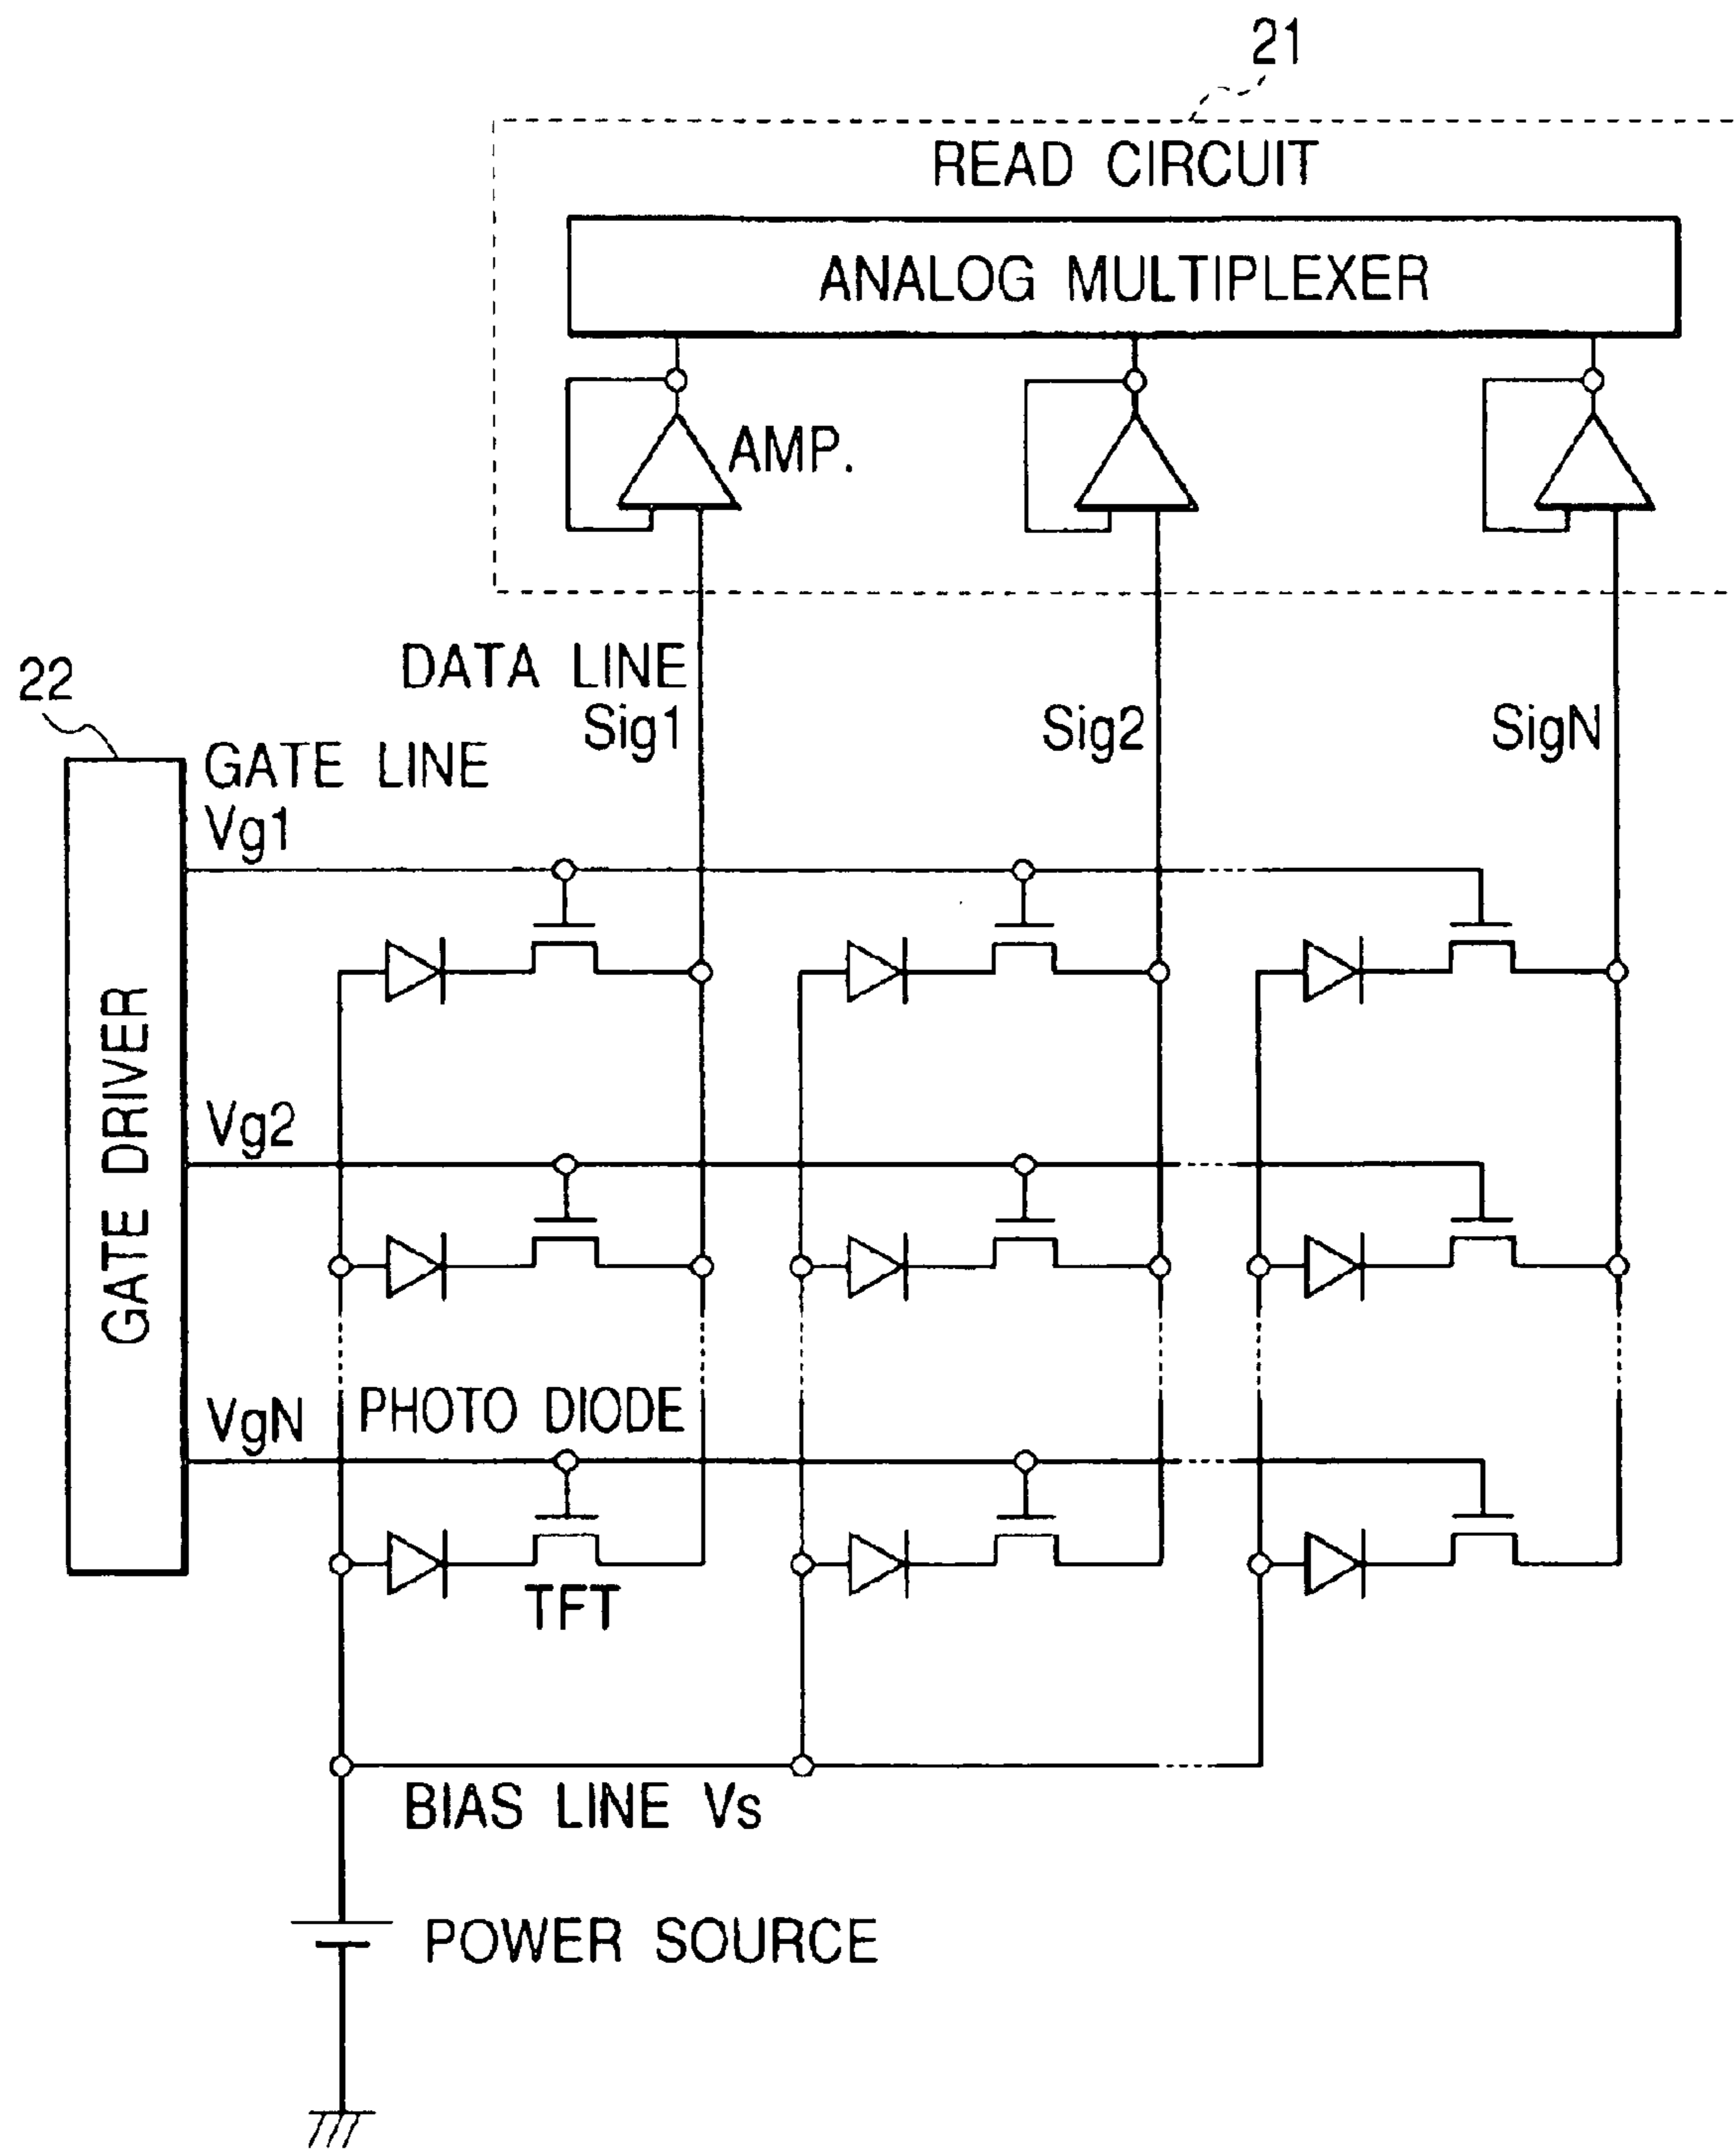 21
READ CIRCUIT
ANALOG MULTIPLEXER
AMP.
DATA LINE
Sig1
Sig2
SigN
22
GATE LINE
Vg1
GATE DRIVER
Vg2
VgN
PHOTO DIODE
TFT
BIAS LINE Vs
POWER SOURCE